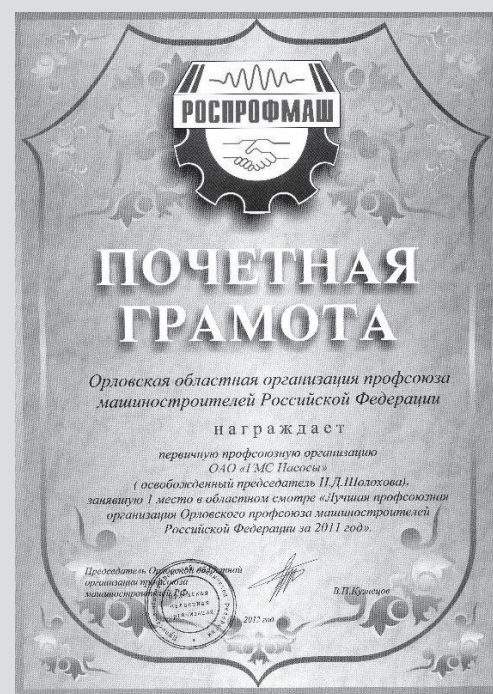 РОСПРОФМАШ
ПОЧЕТНАЯ
ГРАМОТА
Орловская областная организация профсоюза
машиностроителей Российской Федерации
награждает
первичную профсоюзную организацию
ОАО «ГМС Насосы»
( освобожденный председатель Н.Д.Шолохова),
занявшую 1 место в областном смотре «Лучшая профсоюзная
организация Орловского профсоюза машиностроителей
Российской Федерации за 2011 год».
Председатель Орловской областной
организации профсоюза
машиностроителей РФ
В.П.Кузнецов
2012 год